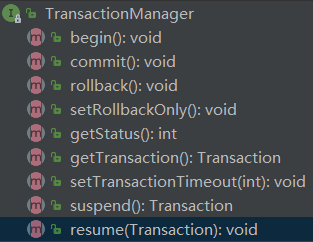 TransactionManager
begin(): void
commit(): void
rollback(): void
setRollbackOnly(): void
getStatus(): int
getTransaction(): Transaction
setTransactionTimeout(int): void
suspend(): Transaction
resume(Transaction): void